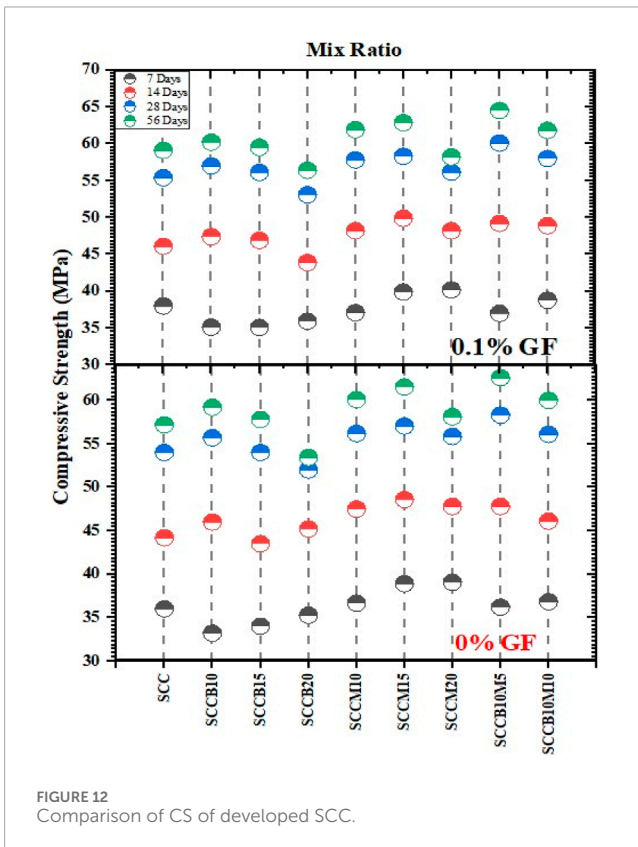 Mix Ratio
70
7 Days
14 Days
28 Days
56 Days
65
60
55
50
45
40
35
30
0.1% GF
Compressive Strength (MPa)
60
55
50
45
40
35
30
0% GF
SCC
SCCB10
SCCB15
SCCB20
SCCM10
SCCM15
SCCM20
SCCB10M5
SCCB10M10
FIGURE 12
Comparison of CS of developed SCC.